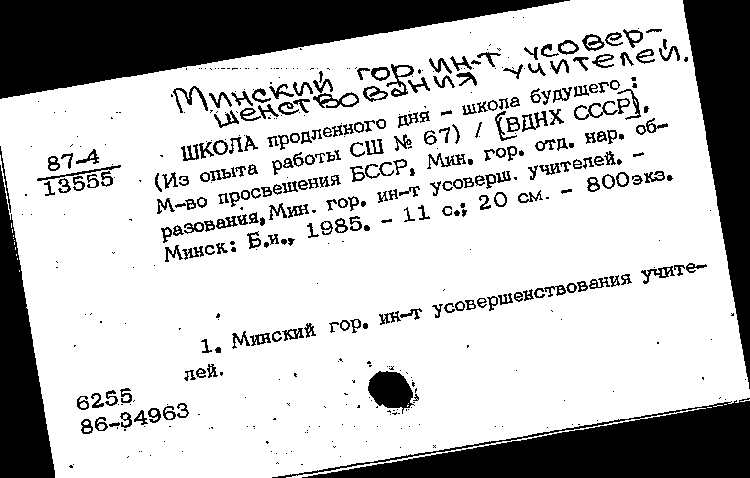 Минский гор. ин-т усовер-
шенствования учителей.
87-4
13555
ШКОЛА продленного дня - школа будущего :
(Из опыта работы СШ № 67) / [ВДНХ СССР],
М-во просвещения БССР, Мин. гор. отд. нар. об-
разования, Мин. гор. ин-т усоверш. учителей. -
Минск: Б.и., 1985. - 11 с.; 20 см. - 800экз.
1. Минский гор. ин-т усовершенствования учите-
лей.
6255
86-34963